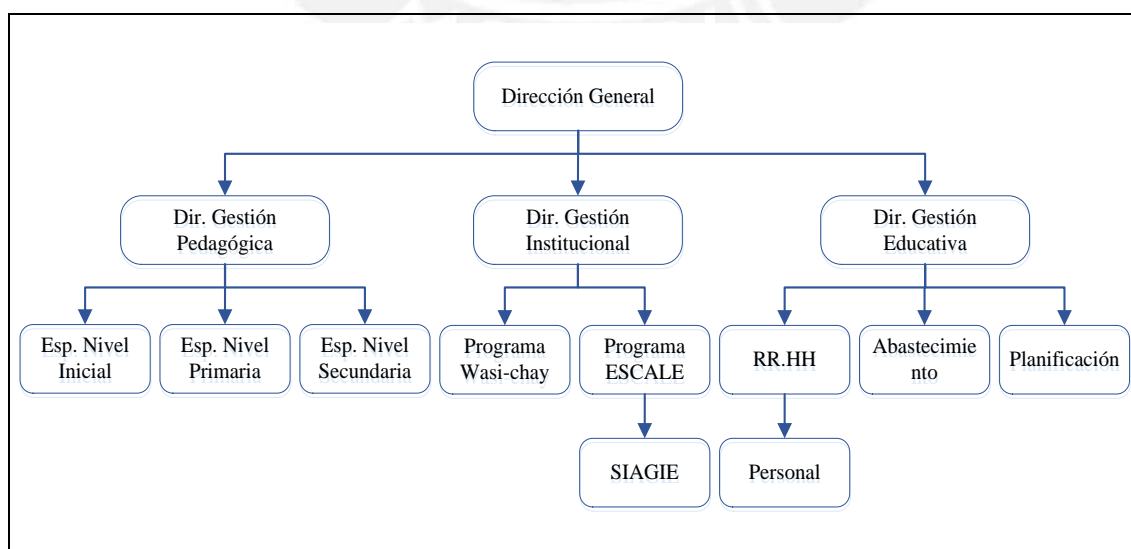 Dirección General
Dir. Gestión
Pedagógica
Dir. Gestión
Institucional
Dir. Gestión
Educativa
Esp. Nivel
Inicial
Esp. Nivel
Primaria
Esp. Nivel
Secundaria
Programa
Wasi-chay
Programa
ESCALE
RR.HH
Abastecimie
nto
Planificación
SIAGIE
Personal